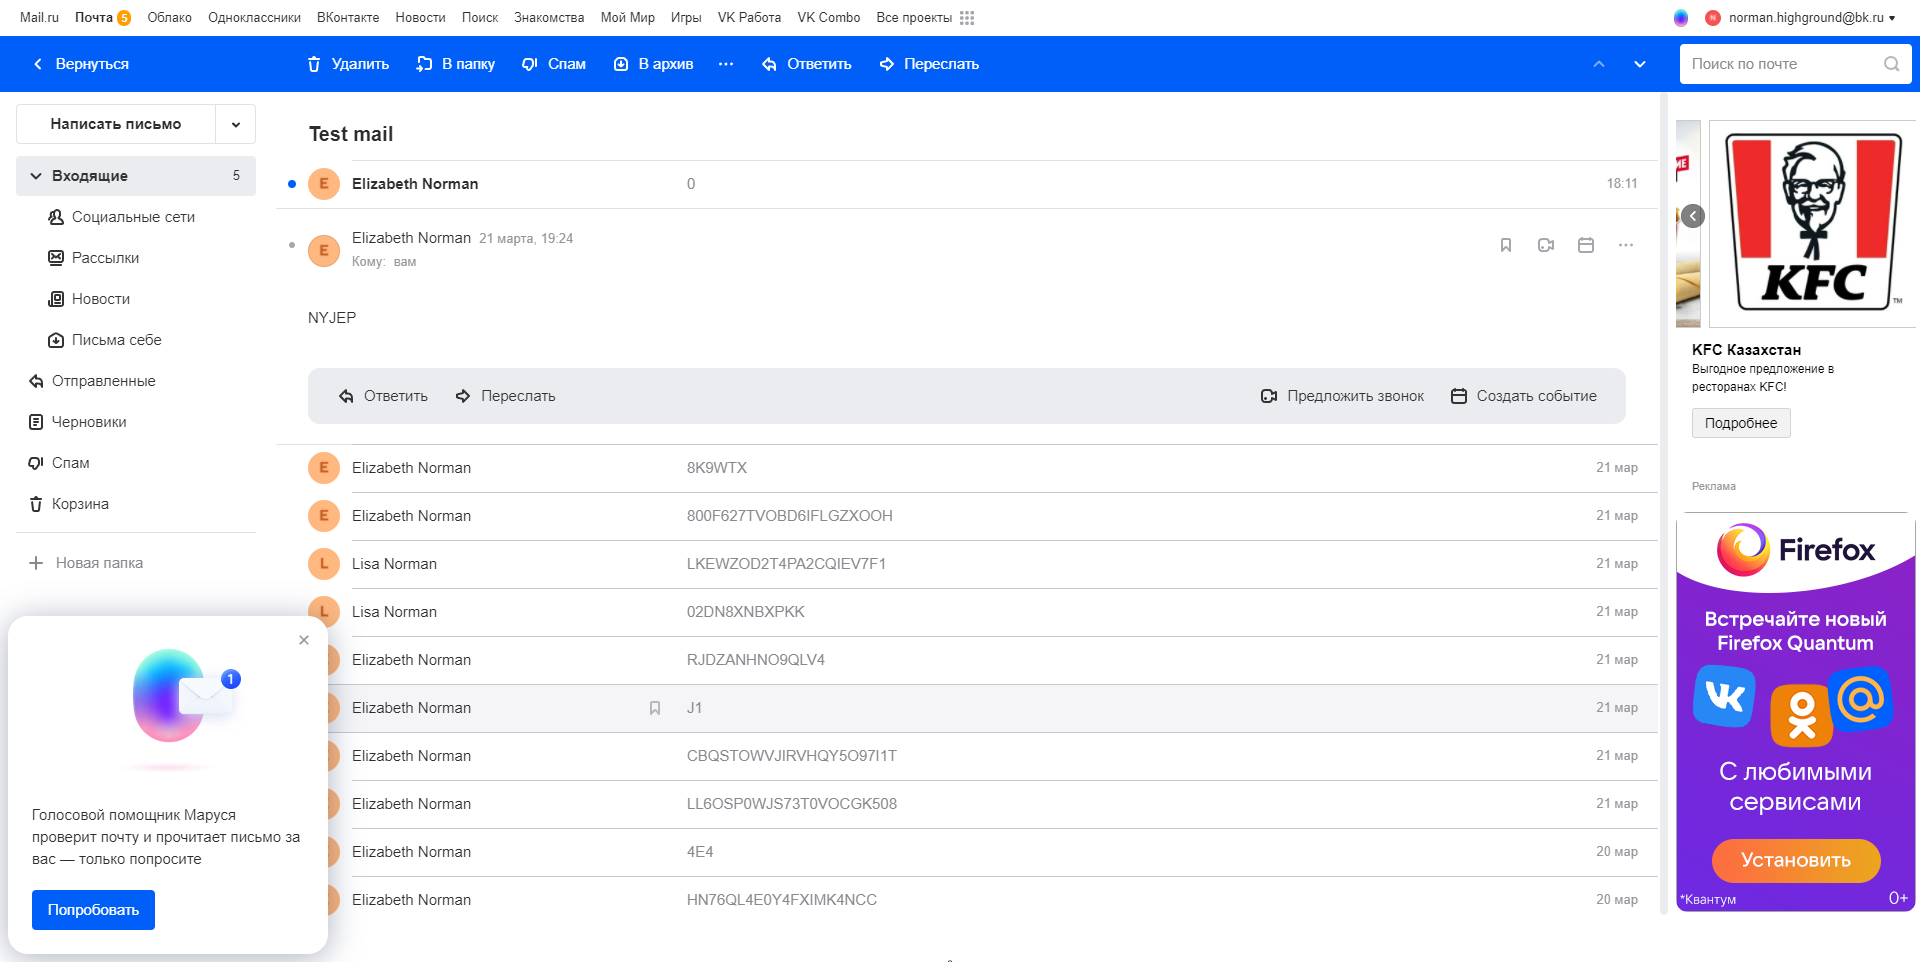 Mail.ru Почта 5 Облако Одноклассники ВКонтакте Новости Поиск Знакомства Мой Мир Игры VK Работа VK Combo Все проекты N norman.highground@bk.ru
Вернуться Удалить В папку Спам В архив Ответить Переслать Поиск по почте
Написать письмо
Входящие 5
Социальные сети
Рассылки
Новости
Письма себе
Отправленные
Черновики
Спам
Корзина
Новая папка
1
Голосовой помощник Маруся
проверит почту и прочитает письмо за
вас — только попросите
Попробовать
Test mail
E Elizabeth Norman 0 18:11
E Elizabeth Norman 21 марта, 19:24
Кому: вам
NYJEP
Ответить Переслать Предложить звонок Создать событие
E Elizabeth Norman 8K9WTX 21 мар
E Elizabeth Norman 800F627TVOBD6IFLGZXOOH 21 мар
L Lisa Norman LKEWZOD2T4PA2CQIEV7F1 21 мар
L Lisa Norman 02DN8XNBXPKK 21 мар
Elizabeth Norman RJDZANHNO9QLV4 21 мар
Elizabeth Norman J1 21 мар
Elizabeth Norman CBQSTOWVJIRVHQY5O97I1T 21 мар
Elizabeth Norman LL6OSP0WJS73T0VOCGK508 21 мар
Elizabeth Norman 4E4 20 мар
Elizabeth Norman HN76QL4E0Y4FXIMK4NCC 20 мар
ME
KFC TM
KFC Казахстан
Выгодное предложение в
ресторанах KFC!
Подробнее
Реклама
Firefox
Встречайте новый
Firefox Quantum
С любимыми
сервисами
Установить
*Квантум 0+